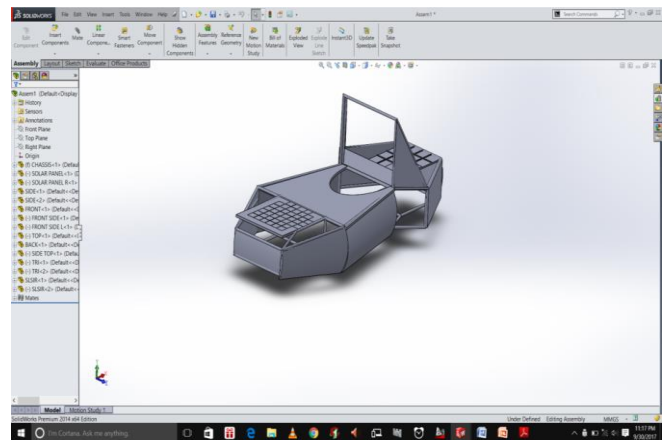 SOLIDWORKS File Edit View Insert Tools Window Help
Assem1 *
Search Commands
Edit Component
Insert Components
Mate
Linear Compone...
Smart Fasteners
Move Component
Show Hidden Components
Assembly Features
Reference Geometry
New Motion Study
Bill of Materials
Exploded View
Explode Line Sketch
Instant3D
Update Speedpak
Take Snapshot
Assembly Layout Sketch Evaluate Office Products
Assem1 (Default<Display
History
Sensors
Annotations
Front Plane
Top Plane
Right Plane
Origin
(f) CHASSIS<1> (Defaul
(-) SOLAR PANEL<1> (D
(-) SOLAR PANEL R<1>
SIDE<1> (Default<<De
SIDE<2> (Default<<De
FRONT<1> (Default<<D
(-) FRONT SIDE<1> (De
(-) FRONT SIDE L<1> (
(-) TOP<1> (Default<<
BACK<1> (Default<<D
(-) SIDE TOP<1> (Defau
(-) TRI<1> (Default<<D
(-) TRI<2> (Default<<D
SLSIR<1> (Default<<De
(-) SLSIR<2> (Default<
Mates
Model Motion Study 1
SolidWorks Premium 2014 x64 Edition
Under Defined Editing Assembly MMGS
I'm Cortana. Ask me anything.
11:57 PM
9/30/2015